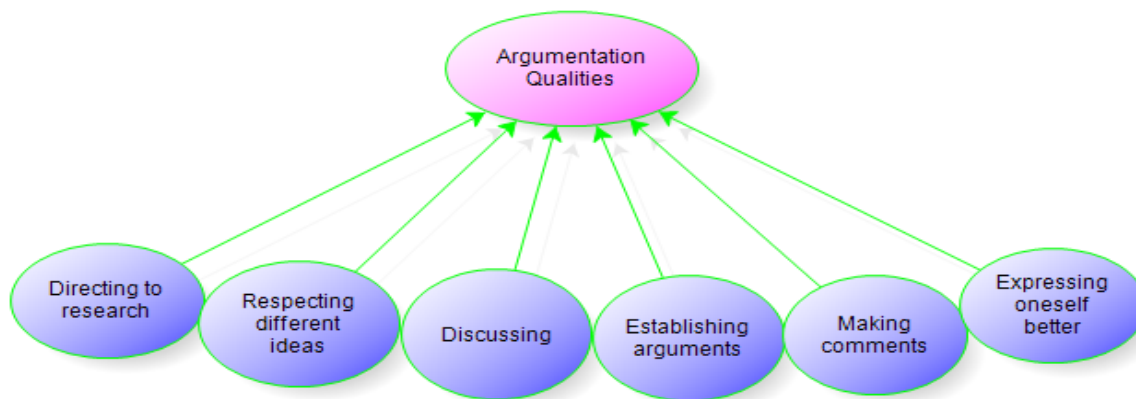 Argumentation
Qualities
Directing to
research
Respecting
different
ideas
Discussing
Establishing
arguments
Making
comments
Expressing
oneself
better